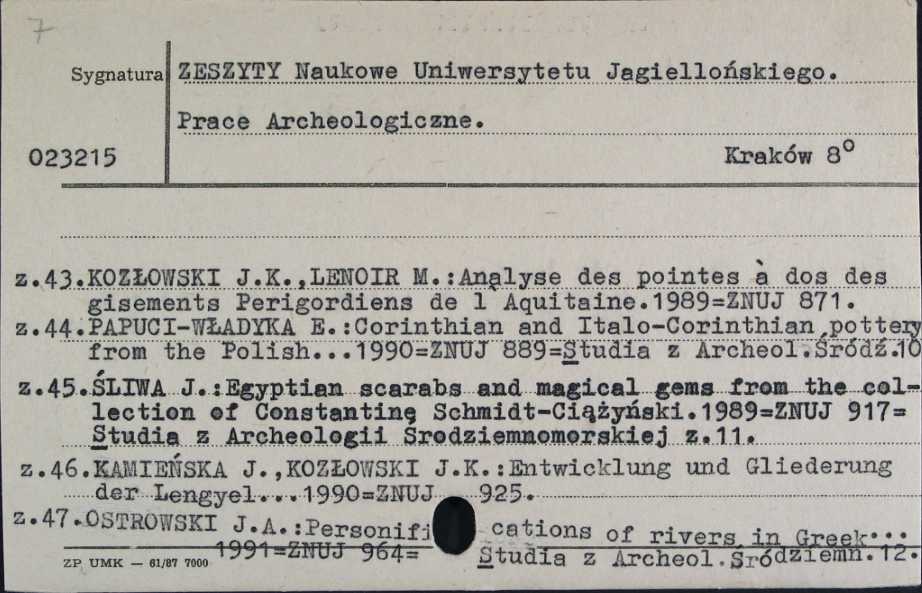 7
Sygnatura ZESZYTY Naukowe Uniwersytetu Jagiellońskiego.
Prace Archeologiczne.
023215 Kraków 8°
z.43.KOZŁOWSKI J.K.,LENOIR M.:Analyse des pointes à dos des
gisements Perigordiens de l Aquitaine.1989=ZNUJ 871.
z.44.PAPUCI-WŁADYKA E.:Corinthian and Italo-Corinthian pottery
from the Polish...1990=ZNUJ 889=Studia z Archeol.Śródź.10
z.45.ŚLIWA J.:Egyptian scarabs and magical gems from the col-
lection of Constantine Schmidt-Ciążyński.1989=ZNUJ 917=
Studia z Archeologii Srodziemnomorskiej z.11.
z.46.KAMIEŃSKA J.,KOZŁOWSKI J.K.:Entwicklung und Gliederung
der Lengyel...1990=ZNUJ 925.
z.47.OSTROWSKI J.A.:Personifi cations of rivers in Greek...
1991=ZNUJ 964= Studia z Archeol.Sródziemn.12.
ZP UMK — 61/87 7000